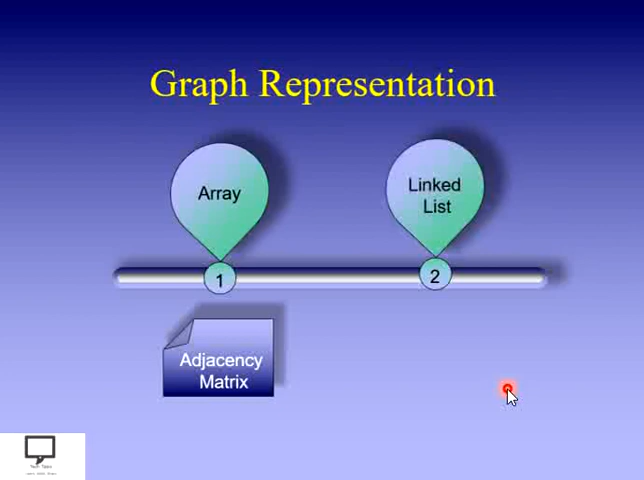 Graph Representation
Array
Linked
List
1
2
Adjacency
Matrix